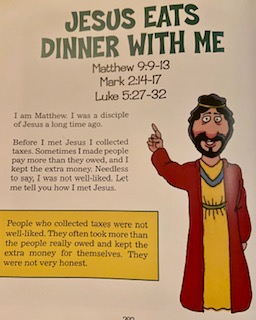 JESUS EATS
DINNER WITH ME
Matthew 9:9-13
Mark 2:14-17
Luke 5:27-32
I am Matthew. I was a disciple
of Jesus a long time ago.
Before I met Jesus I collected
taxes. Sometimes I made people
pay more than they owed, and I
kept the extra money. Needless
to say, I was not well-liked. Let
me tell you how I met Jesus.
People who collected taxes were not
well-liked. They often took more than
the people really owed and kept the
extra money for themselves. They
were not very honest.